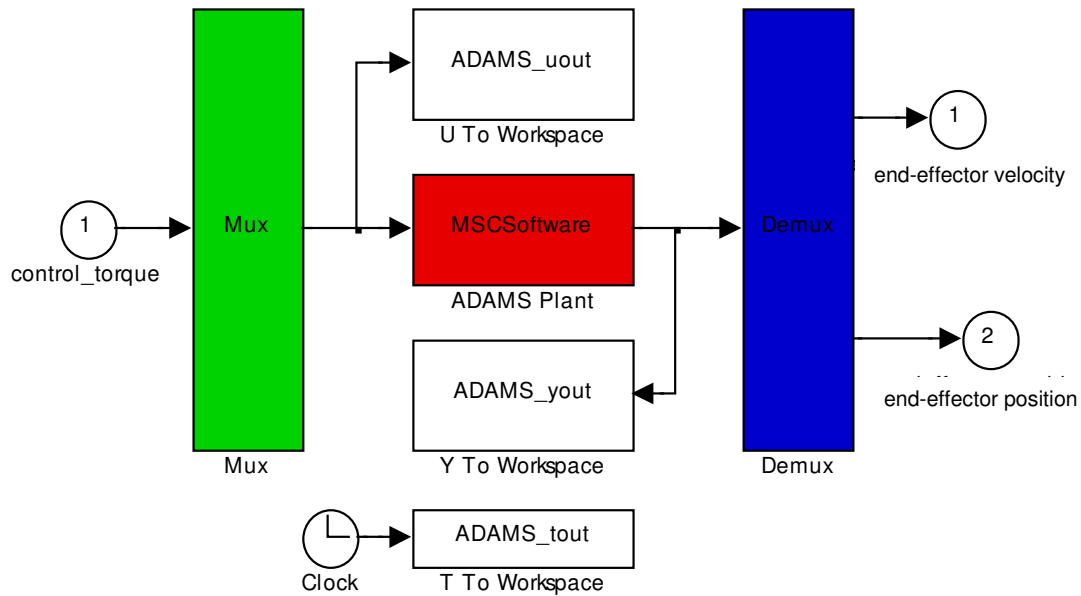 ADAMS_uout
U To Workspace
1
control_torque
Mux
Mux
MSCSoftware
ADAMS Plant
ADAMS_yout
Y To Workspace
Demux
Demux
1
end-effector velocity
2
end-effector position
Clock
ADAMS_tout
T To Workspace